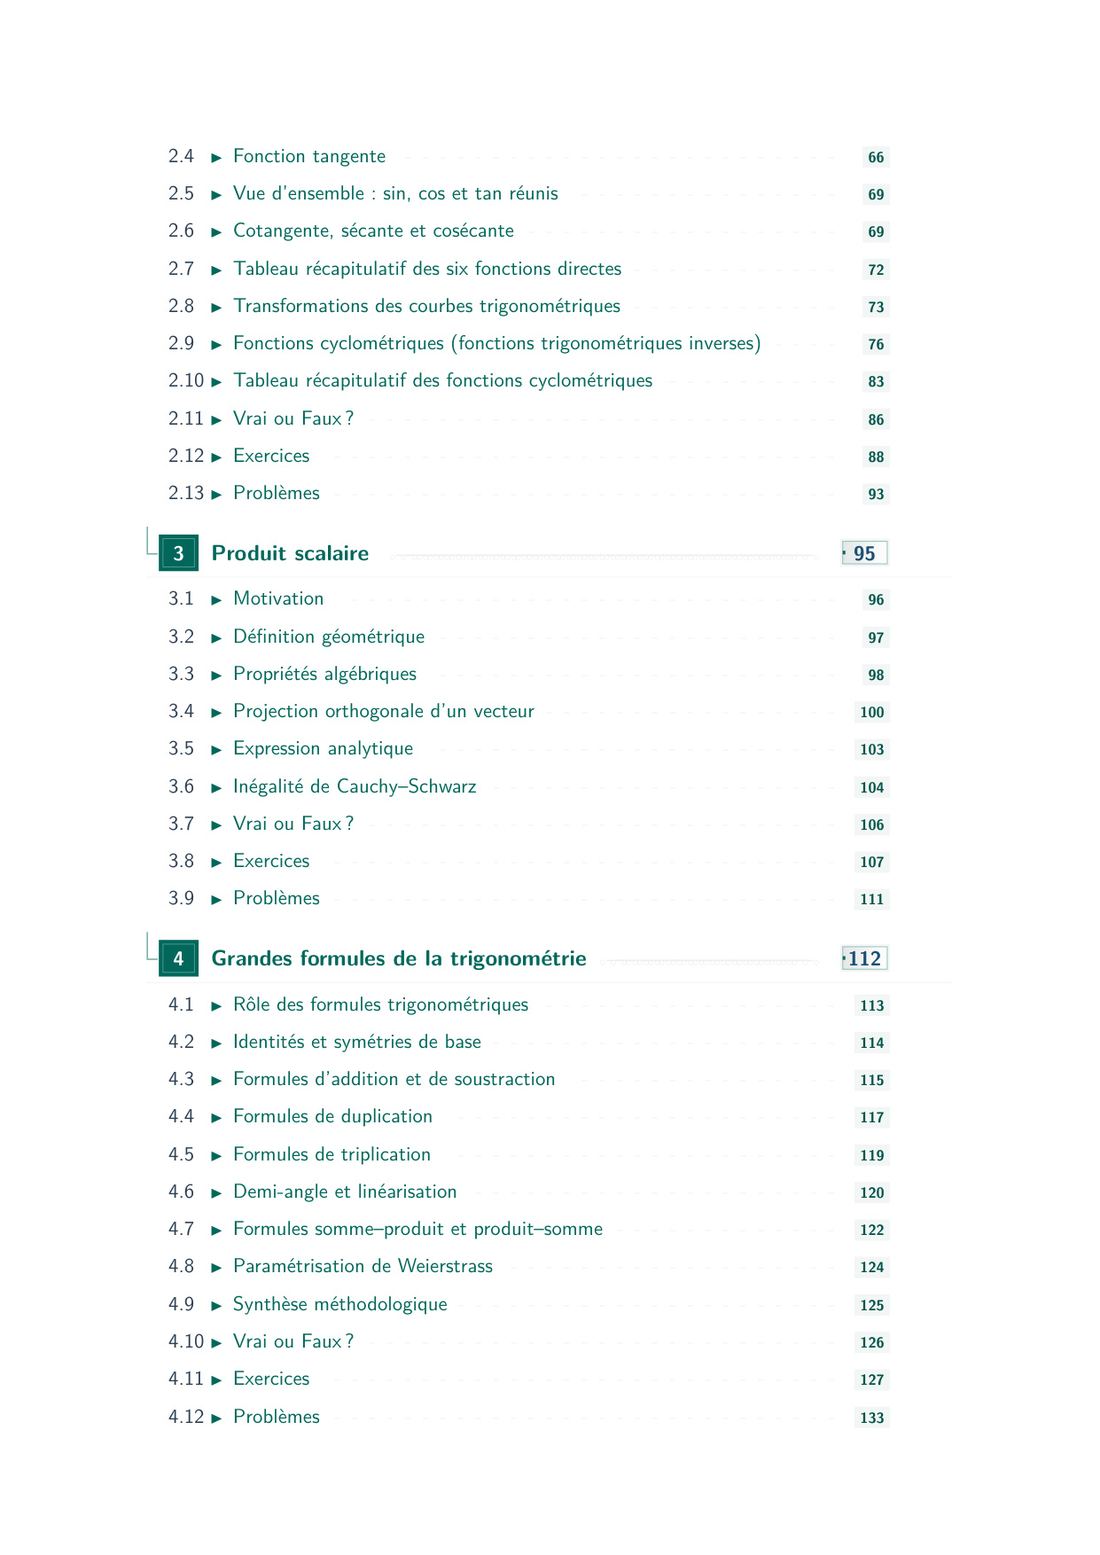 2.4 ▶ Fonction tangente 66
2.5 ▶ Vue d'ensemble : sin, cos et tan réunis 69
2.6 ▶ Cotangente, sécante et cosécante 69
2.7 ▶ Tableau récapitulatif des six fonctions directes 72
2.8 ▶ Transformations des courbes trigonométriques 73
2.9 ▶ Fonctions cyclométriques (fonctions trigonométriques inverses) 76
2.10 ▶ Tableau récapitulatif des fonctions cyclométriques 83
2.11 ▶ Vrai ou Faux ? 86
2.12 ▶ Exercices 88
2.13 ▶ Problèmes 93
3 Produit scalaire 95
3.1 ▶ Motivation 96
3.2 ▶ Définition géométrique 97
3.3 ▶ Propriétés algébriques 98
3.4 ▶ Projection orthogonale d'un vecteur 100
3.5 ▶ Expression analytique 103
3.6 ▶ Inégalité de Cauchy–Schwarz 104
3.7 ▶ Vrai ou Faux ? 106
3.8 ▶ Exercices 107
3.9 ▶ Problèmes 111
4 Grandes formules de la trigonométrie 112
4.1 ▶ Rôle des formules trigonométriques 113
4.2 ▶ Identités et symétries de base 114
4.3 ▶ Formules d'addition et de soustraction 115
4.4 ▶ Formules de duplication 117
4.5 ▶ Formules de triplication 119
4.6 ▶ Demi-angle et linéarisation 120
4.7 ▶ Formules somme–produit et produit–somme 122
4.8 ▶ Paramétrisation de Weierstrass 124
4.9 ▶ Synthèse méthodologique 125
4.10 ▶ Vrai ou Faux ? 126
4.11 ▶ Exercices 127
4.12 ▶ Problèmes 133